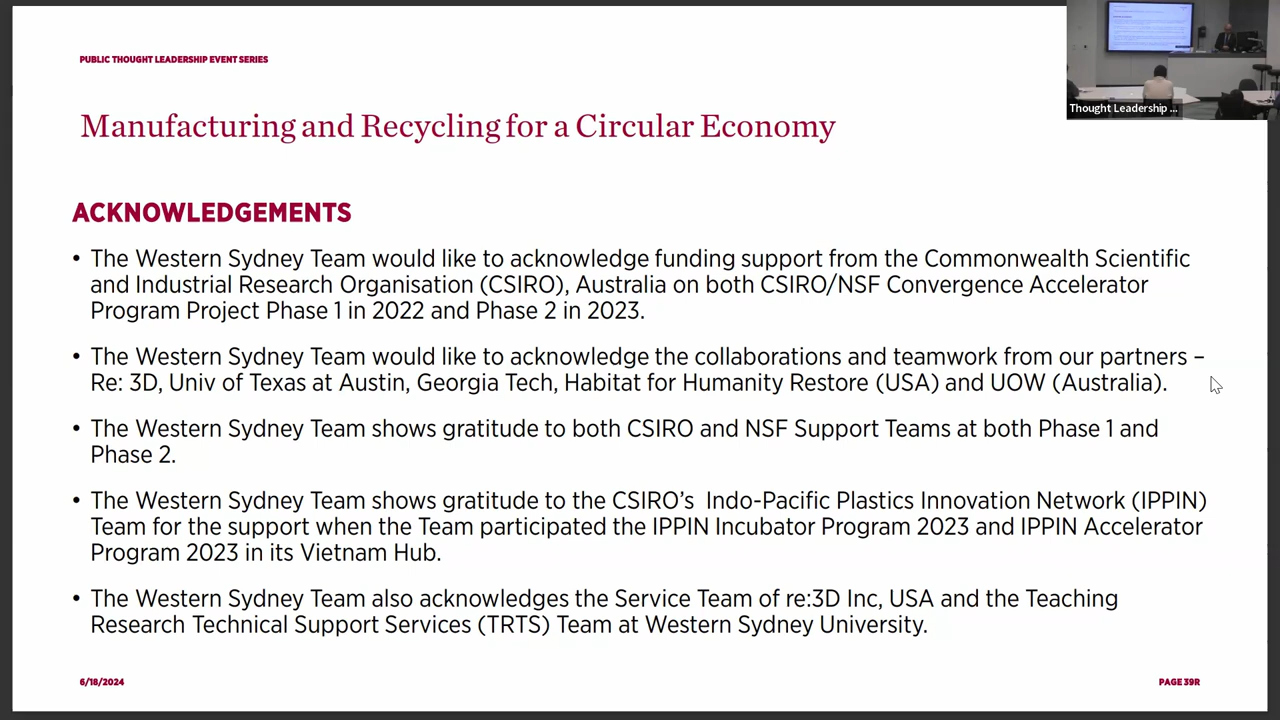 PUBLIC THOUGHT LEADERSHIP EVENT SERIES
Thought Leadership ...
Manufacturing and Recycling for a Circular Economy
ACKNOWLEDGEMENTS
• The Western Sydney Team would like to acknowledge funding support from the Commonwealth Scientific
and Industrial Research Organisation (CSIRO), Australia on both CSIRO/NSF Convergence Accelerator
Program Project Phase 1 in 2022 and Phase 2 in 2023.
• The Western Sydney Team would like to acknowledge the collaborations and teamwork from our partners –
Re: 3D, Univ of Texas at Austin, Georgia Tech, Habitat for Humanity Restore (USA) and UOW (Australia).
• The Western Sydney Team shows gratitude to both CSIRO and NSF Support Teams at both Phase 1 and
Phase 2.
• The Western Sydney Team shows gratitude to the CSIRO’s  Indo-Pacific Plastics Innovation Network (IPPIN)
Team for the support when the Team participated the IPPIN Incubator Program 2023 and IPPIN Accelerator
Program 2023 in its Vietnam Hub.
• The Western Sydney Team also acknowledges the Service Team of re:3D Inc, USA and the Teaching
Research Technical Support Services (TRTS) Team at Western Sydney University.
6/18/2024
PAGE 39R